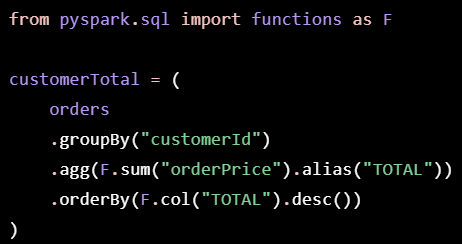 from pyspark.sql import functions as F
customerTotal = (
    orders
    .groupBy("customerId")
    .agg(F.sum("orderPrice").alias("TOTAL"))
    .orderBy(F.col("TOTAL").desc())
)